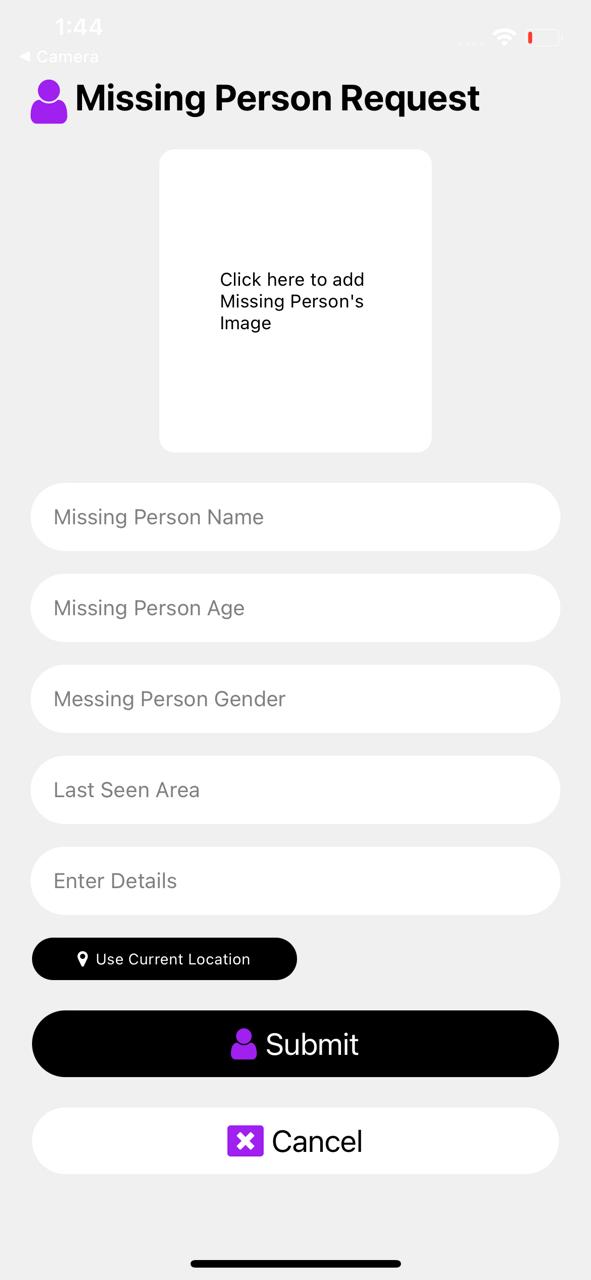 1:44
◀ Camera
Missing Person Request
Click here to add
Missing Person's
Image
Missing Person Name
Missing Person Age
Messing Person Gender
Last Seen Area
Enter Details
Use Current Location
Submit
Cancel